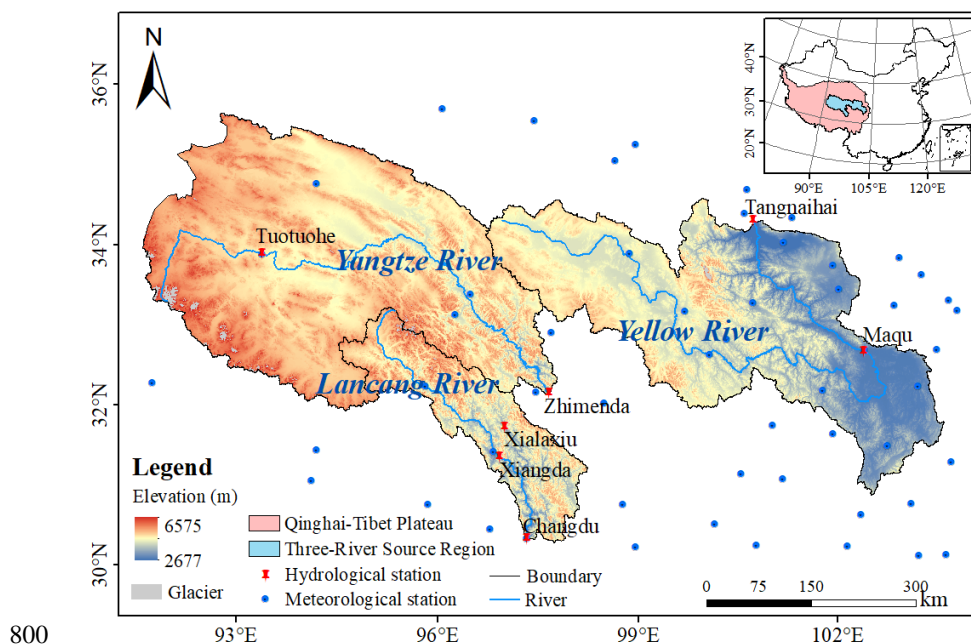 N
36°N
34°N
32°N
30°N
93°E
96°E
99°E
102°E
40°N
30°N
20°N
90°E
105°E
120°E
Tangnaihai
Tuotuohe
Yangtze River
Yellow River
Maqu
Lancang River
Zhimenda
Xialaxiu
Xiangda
Changdu
Legend
Elevation (m)
6575
2677
Glacier
Qinghai-Tibet Plateau
Three-River Source Region
Hydrological station
Meteorological station
Boundary
River
0 75 150 300
km
800